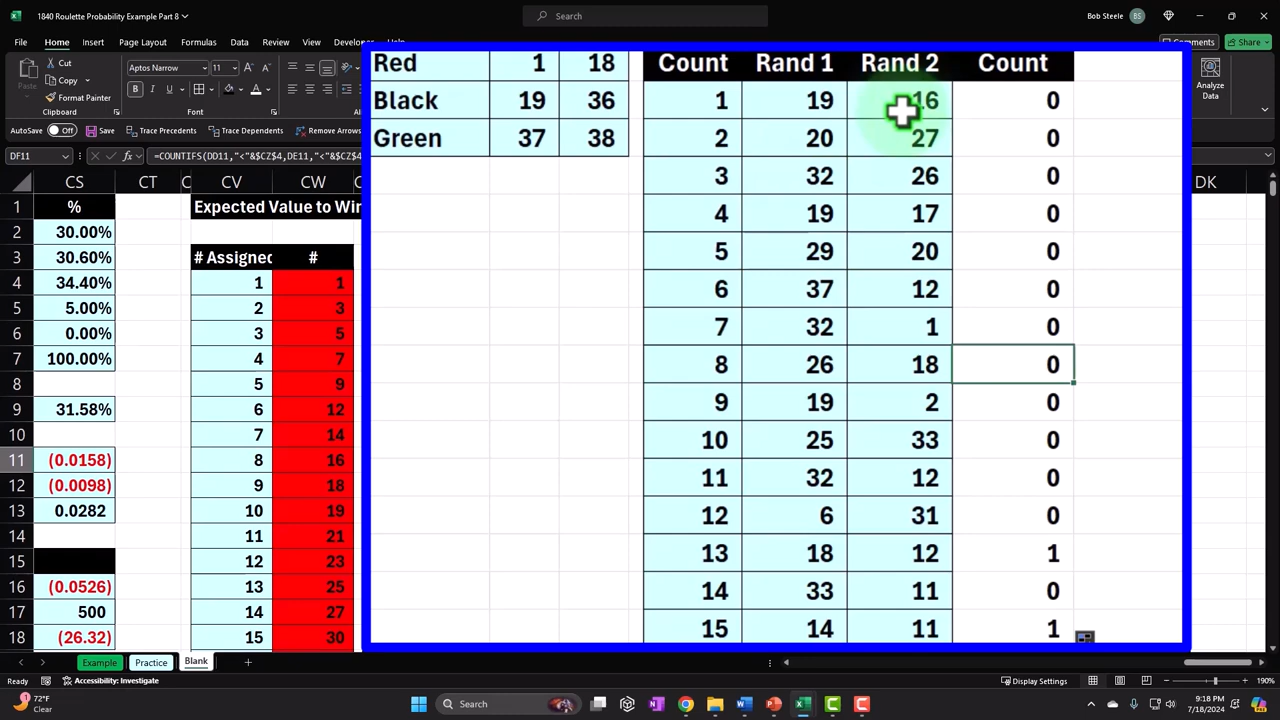 1840 Roulette Probability Example Part 8
Search
Bob Steele
BS
File Home Insert Page Layout Formulas Data Review View Developer
Comments Share
Cut
Copy
Format Painter
Clipboard
Aptos Narrow 11
B I U
Analyze Data
AutoSave Off Save Freeze Panes Remove Arrows
DF11 fx =COUNTIFS(DD11,"<"&$CZ$4,DE11,"<"&$CZ$4
CS CT CV CW DK
1 % Expected Value to Win
2 30.00%
3 30.60% # Assigned #
4 34.40% 1 1
5 5.00% 2 3
6 0.00% 3 5
7 100.00% 4 7
8 5 9
9 31.58% 6 12
10 7 14
11 (0.0158) 8 16
12 (0.0098) 9 18
13 0.0282 10 19
14 11 21
15 12 23
16 (0.0526) 13 25
17 500 14 27
18 (26.32) 15 30
Red 1 18
Black 19 36
Green 37 38
Count Rand 1 Rand 2 Count
1 19 16 0
2 20 27 0
3 32 26 0
4 19 17 0
5 29 20 0
6 37 12 0
7 32 1 0
8 26 18 0
9 19 2 0
10 25 33 0
11 32 12 0
12 6 31 0
13 18 12 1
14 33 11 0
15 14 11 1
Example Practice Blank
Ready Accessibility: Investigate Display Settings 190%
72°F
Clear
Search
9:18 PM
7/18/2024